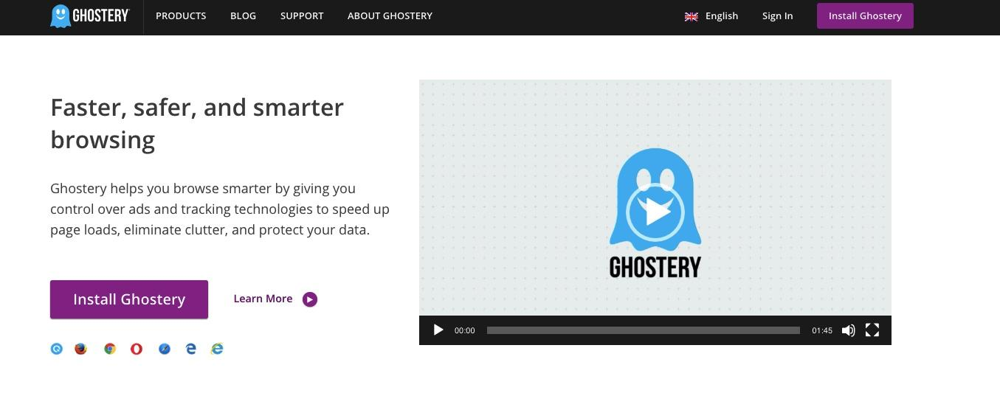 GHOSTERY
PRODUCTS
BLOG
SUPPORT
ABOUT GHOSTERY
English
Sign In
Install Ghostery
Faster, safer, and smarter
browsing
Ghostery helps you browse smarter by giving you
control over ads and tracking technologies to speed up
page loads, eliminate clutter, and protect your data.
Install Ghostery
Learn More
GHOSTERY
00:00
01:45